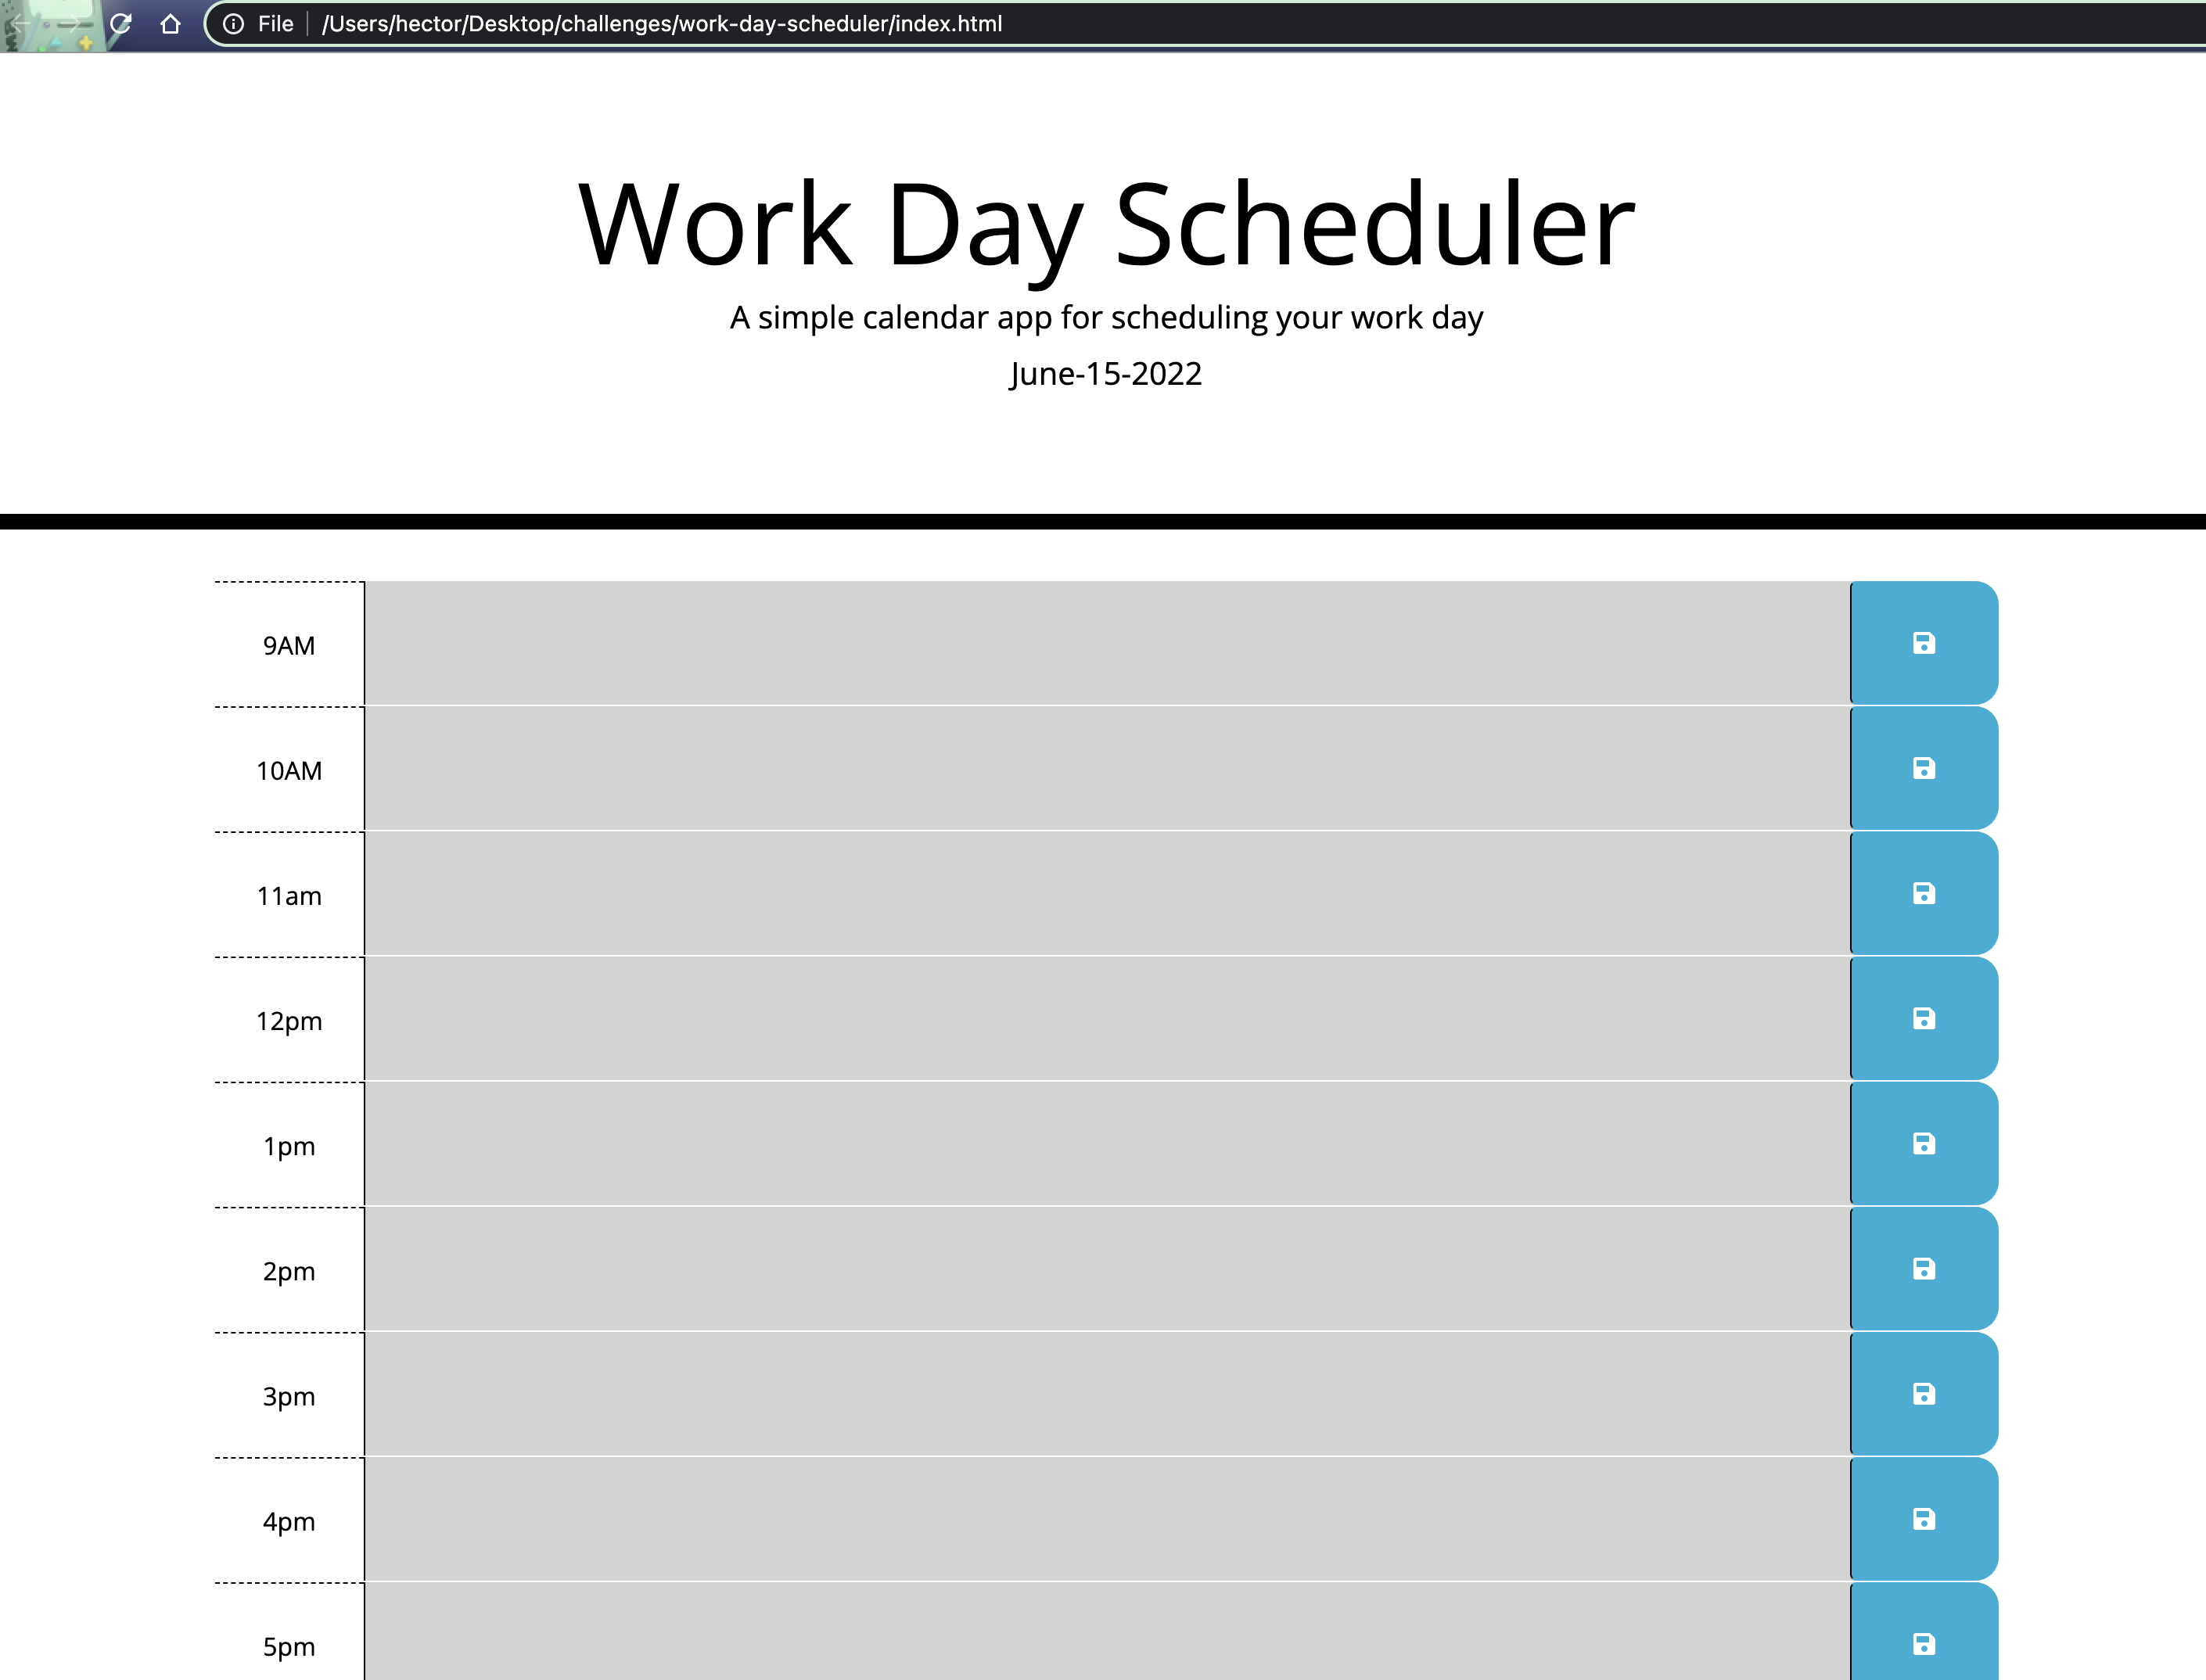 File /Users/hector/Desktop/challenges/work-day-scheduler/index.html
Work Day Scheduler
A simple calendar app for scheduling your work day
June-15-2022
9AM
10AM
11am
12pm
1pm
2pm
3pm
4pm
5pm